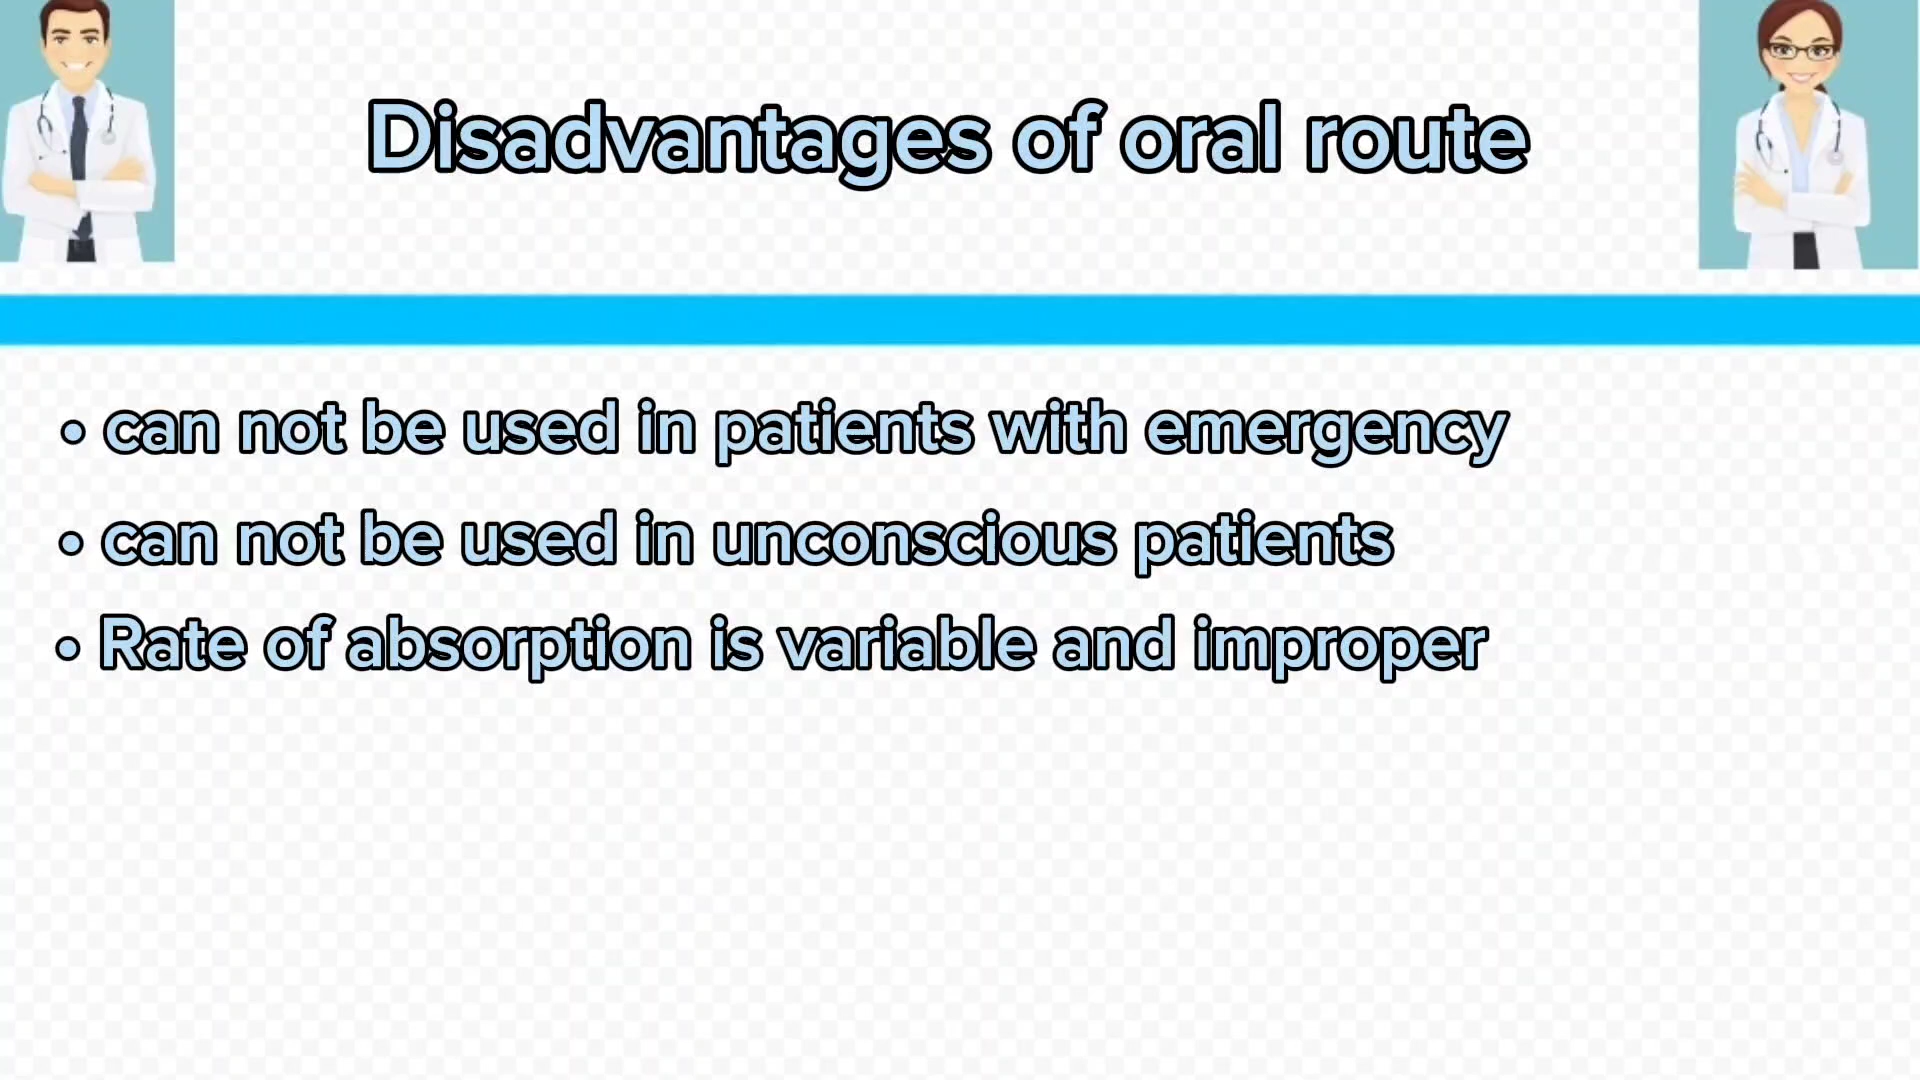 Disadvantages of oral route
• can not be used in patients with emergency
• can not be used in unconscious patients
• Rate of absorption is variable and improper